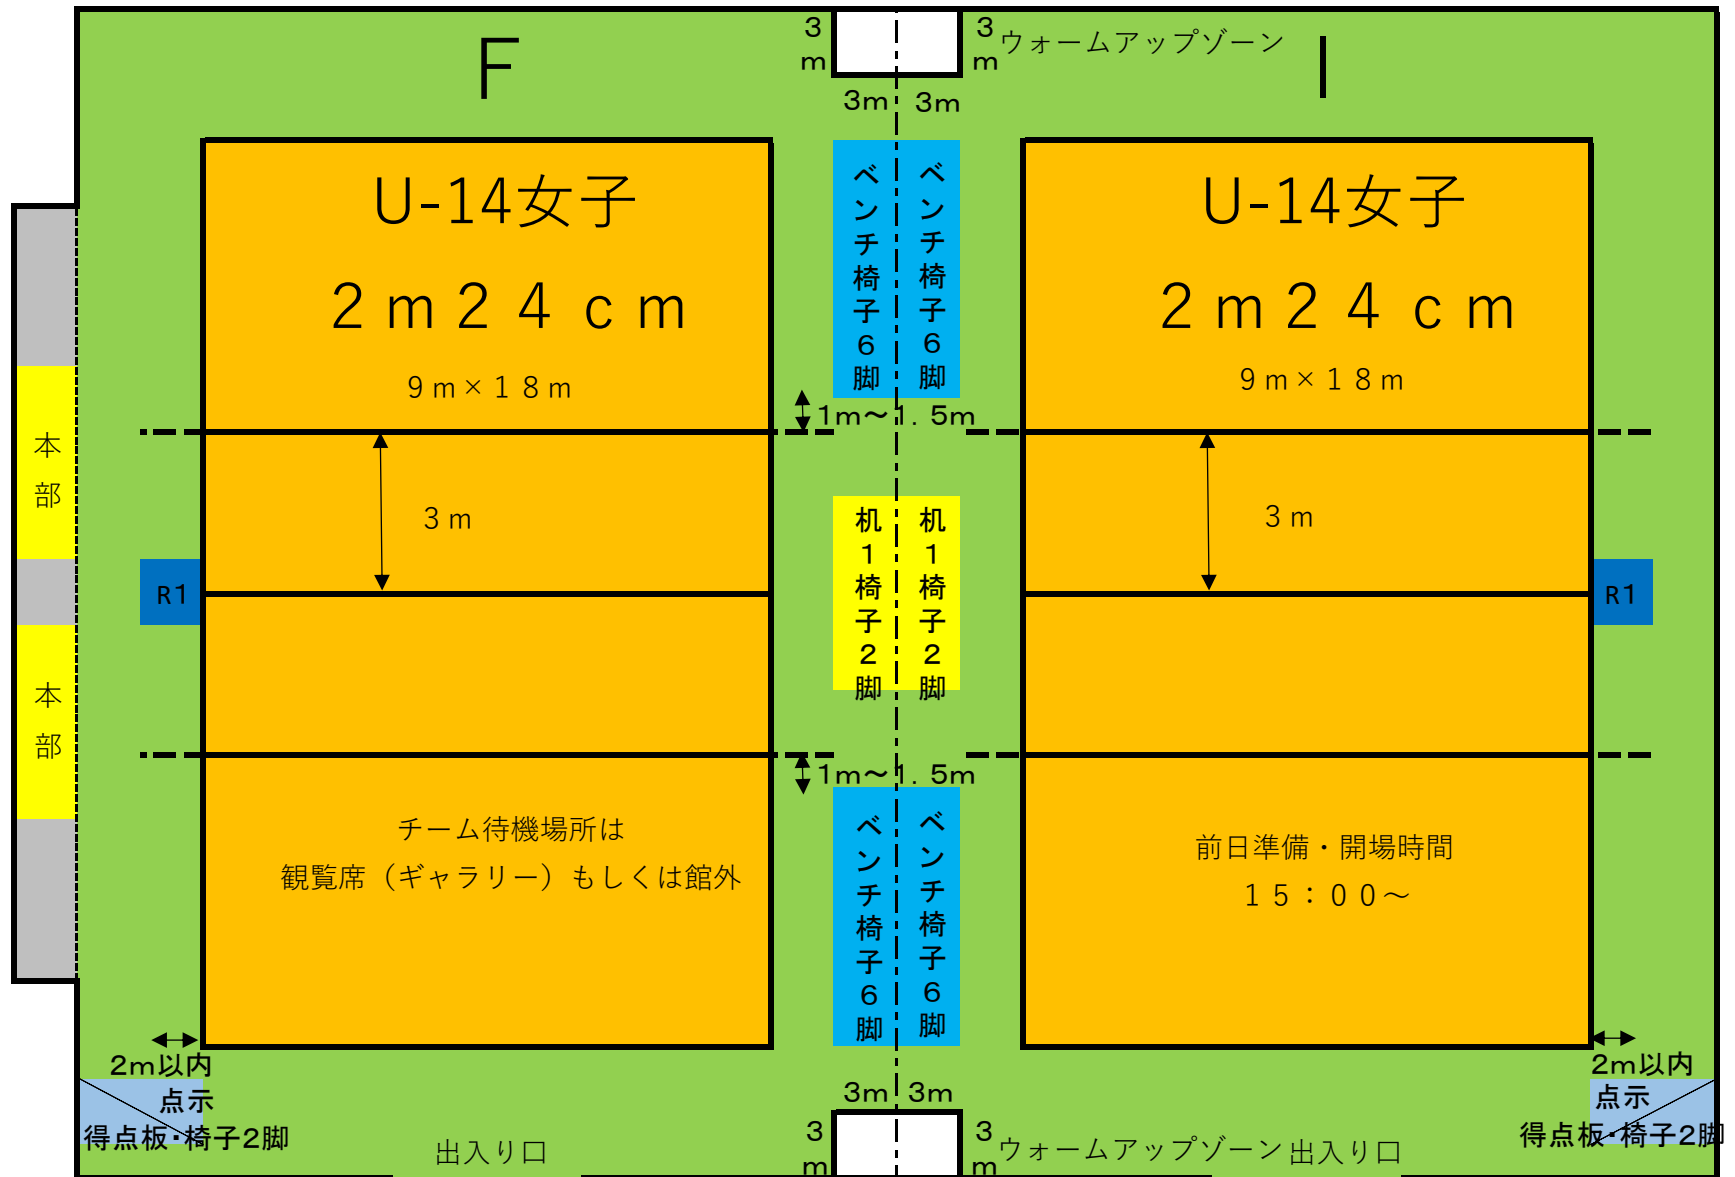 F
3
m
3
m
ウォームアップゾーン
I
3m
3m
U-14女子
2m24cm
9m×18m
ベンチ椅子6脚
ベンチ椅子6脚
U-14女子
2m24cm
9m×18m
1m~1.5m
本部
3m
机1椅子2脚
机1椅子2脚
3m
R1
R1
本部
1m~1.5m
チーム待機場所は
観覧席（ギャラリー）もしくは館外
ベンチ椅子6脚
ベンチ椅子6脚
前日準備・開場時間
15：00～
2m以内
点示
得点板・椅子2脚
3m
3m
2m以内
点示
得点板・椅子2脚
出入り口
3
m
3
m
ウォームアップゾーン
出入り口